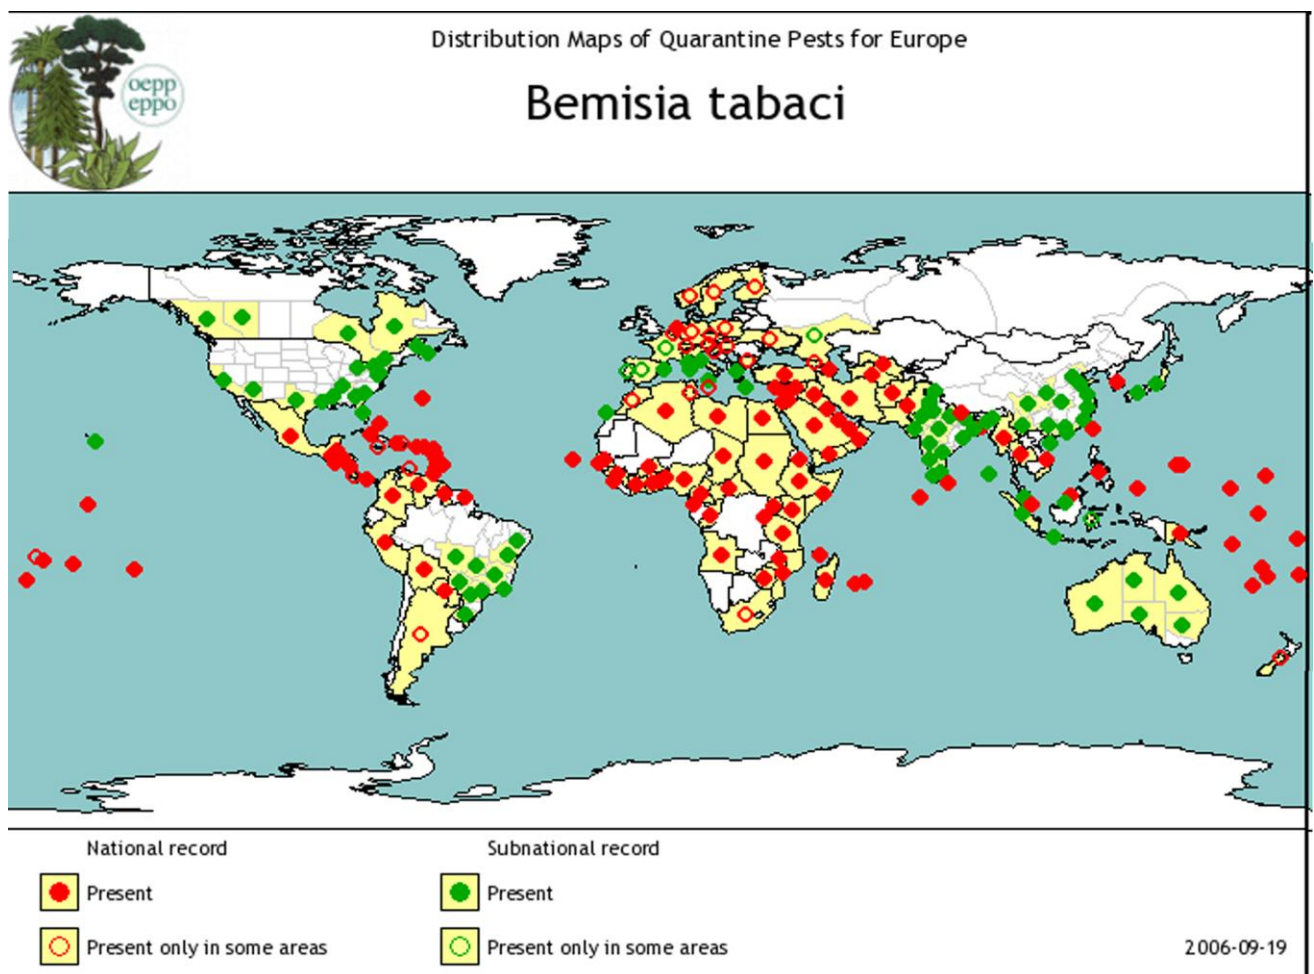 oepp
eppo
Distribution Maps of Quarantine Pests for Europe
Bemisia tabaci
National record
Subnational record
Present
Present
Present only in some areas
Present only in some areas
2006-09-19